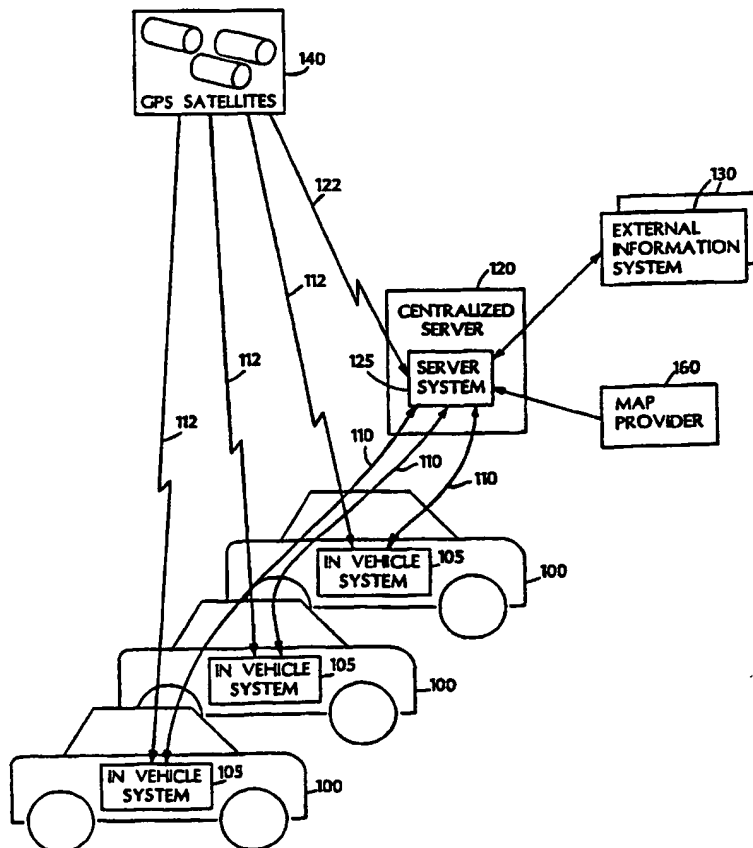 140
GPS SATELLITES
122
130
EXTERNAL
INFORMATION
SYSTEM
120
CENTRALIZED
SERVER
112
125
SERVER
SYSTEM
160
MAP
PROVIDER
112
112
110
110
110
IN VEHICLE
SYSTEM
105
100
IN VEHICLE
SYSTEM
105
100
IN VEHICLE
SYSTEM
105
100